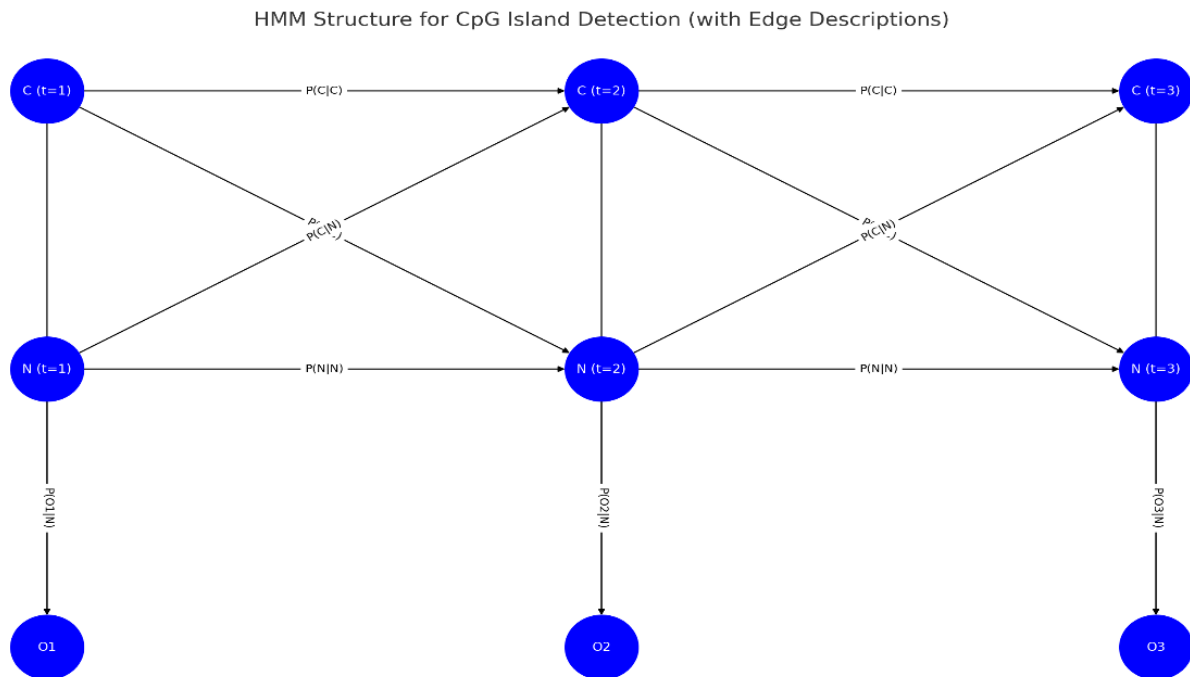 HMM Structure for CpG Island Detection (with Edge Descriptions)
C (t=1)
P(C|C)
C (t=2)
P(C|C)
C (t=3)
P(C|N)
P(C|N)
N (t=1)
P(N|N)
N (t=2)
P(N|N)
N (t=3)
P(O1|N)
P(O2|N)
P(O3|N)
O1
O2
O3